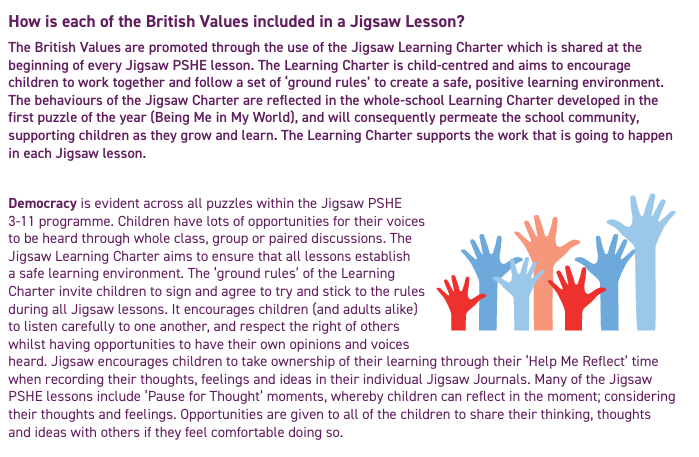 How is each of the British Values included in a Jigsaw Lesson?
The British Values are promoted through the use of the Jigsaw Learning Charter which is shared at the
beginning of every Jigsaw PSHE lesson. The Learning Charter is child-centred and aims to encourage
children to work together and follow a set of ‘ground rules’ to create a safe, positive learning environment.
The behaviours of the Jigsaw Charter are reflected in the whole-school Learning Charter developed in the
first puzzle of the year (Being Me in My World), and will consequently permeate the school community,
supporting children as they grow and learn. The Learning Charter supports the work that is going to happen
in each Jigsaw lesson.
Democracy is evident across all puzzles within the Jigsaw PSHE
3-11 programme. Children have lots of opportunities for their voices
to be heard through whole class, group or paired discussions. The
Jigsaw Learning Charter aims to ensure that all lessons establish
a safe learning environment. The ‘ground rules’ of the Learning
Charter invite children to sign and agree to try and stick to the rules
during all Jigsaw lessons. It encourages children (and adults alike)
to listen carefully to one another, and respect the right of others
whilst having opportunities to have their own opinions and voices
heard. Jigsaw encourages children to take ownership of their learning through their ‘Help Me Reflect’ time
when recording their thoughts, feelings and ideas in their individual Jigsaw Journals. Many of the Jigsaw
PSHE lessons include ‘Pause for Thought’ moments, whereby children can reflect in the moment; considering
their thoughts and feelings. Opportunities are given to all of the children to share their thinking, thoughts
and ideas with others if they feel comfortable doing so.